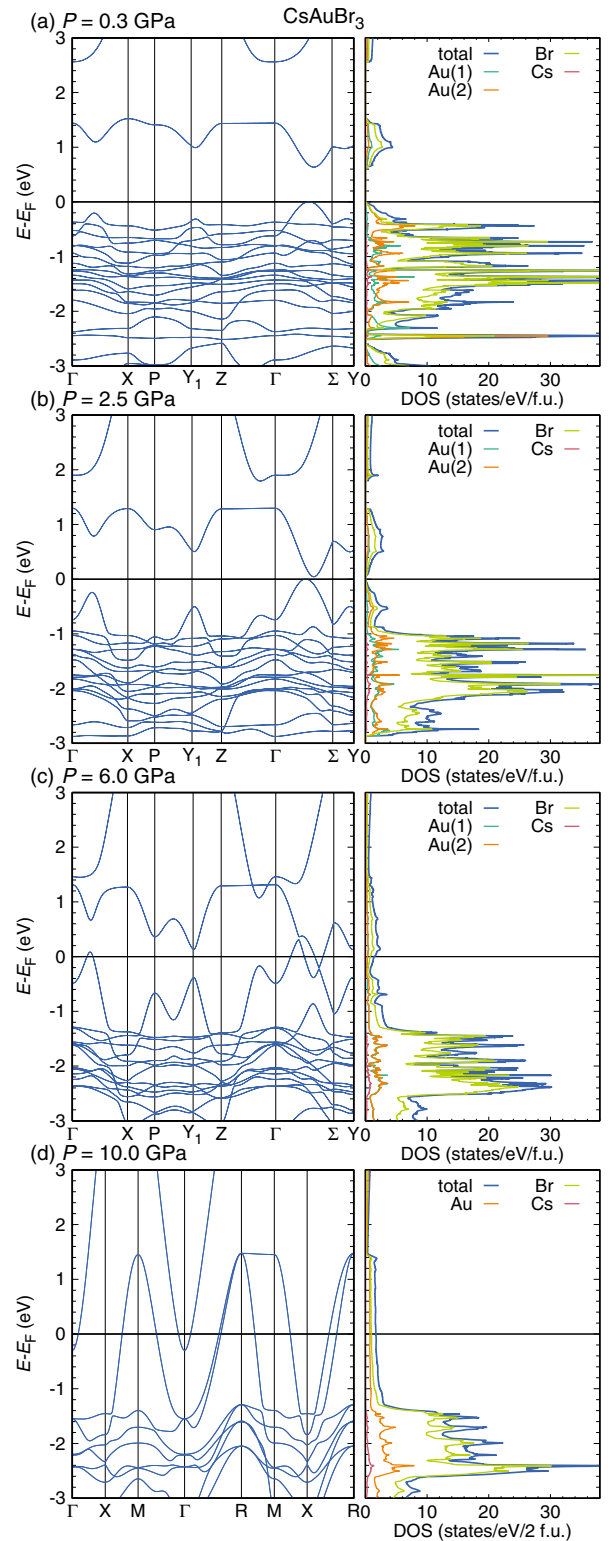 CsAuBr3
(a) P = 0.3 GPa
3
2
1
0
-1
-2
-3
E-EF (eV)
Γ X P Y1 Z Γ Σ Y
total Br
Au(1) Cs
Au(2)
0 10 20 30
DOS (states/eV/f.u.)
(b) P = 2.5 GPa
3
2
1
0
-1
-2
-3
E-EF (eV)
Γ X P Y1 Z Γ Σ Y
total Br
Au(1) Cs
Au(2)
0 10 20 30
DOS (states/eV/f.u.)
(c) P = 6.0 GPa
3
2
1
0
-1
-2
-3
E-EF (eV)
Γ X P Y1 Z Γ Σ Y
total Br
Au(1) Cs
Au(2)
0 10 20 30
DOS (states/eV/f.u.)
(d) P = 10.0 GPa
3
2
1
0
-1
-2
-3
E-EF (eV)
Γ X M Γ R M X R
total Br
Au Cs
0 10 20 30
DOS (states/eV/2 f.u.)